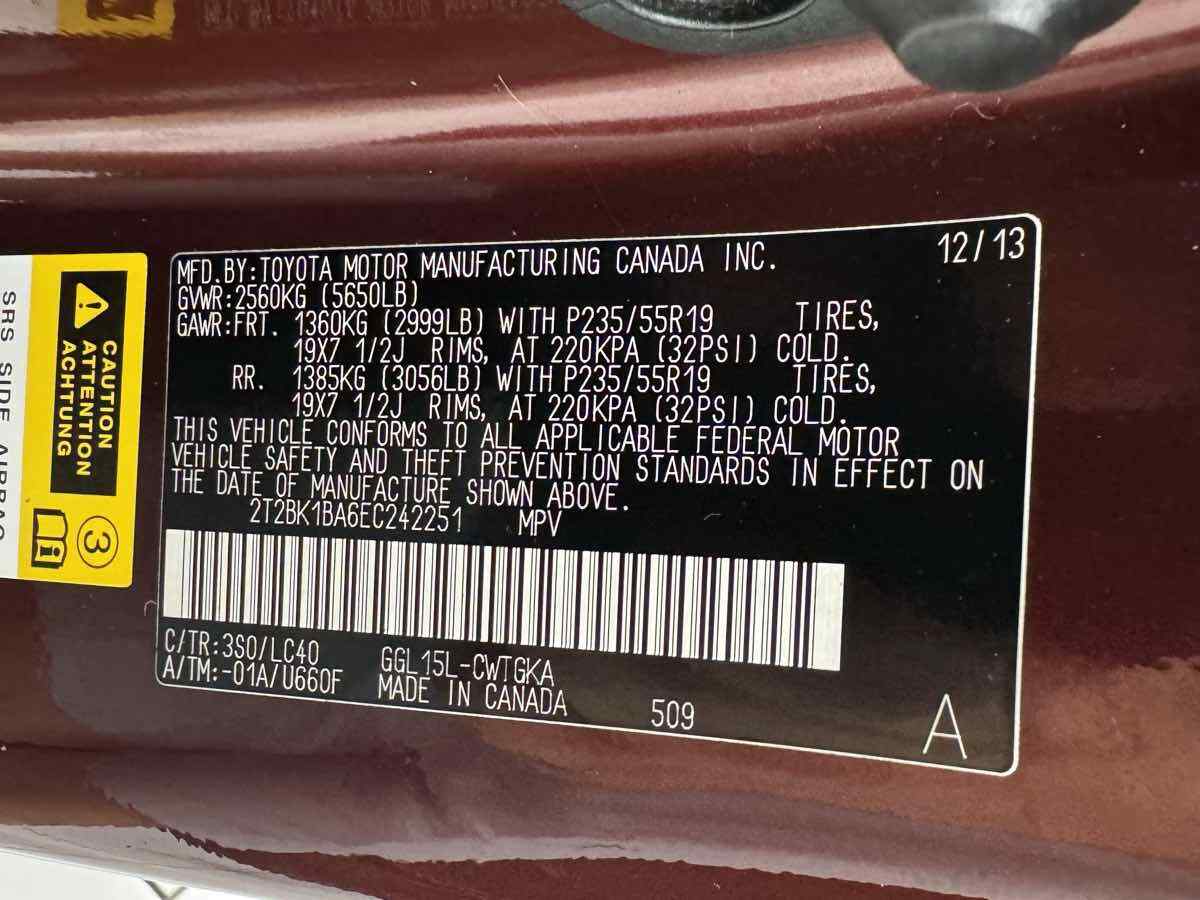 MFD.BY:TOYOTA MOTOR MANUFACTURING CANADA INC. 12/13
GVWR:2560KG (5650LB)
GAWR:FRT. 1360KG (2999LB) WITH P235/55R19 TIRES,
19X7 1/2J RIMS, AT 220KPA (32PSI) COLD.
RR. 1385KG (3056LB) WITH P235/55R19 TIRES,
19X7 1/2J RIMS, AT 220KPA (32PSI) COLD.
THIS VEHICLE CONFORMS TO ALL APPLICABLE FEDERAL MOTOR
VEHICLE SAFETY AND THEFT PREVENTION STANDARDS IN EFFECT ON
THE DATE OF MANUFACTURE SHOWN ABOVE.
2T2BK1BA6EC242251 MPV
C/TR:3S0/LC40 GGL15L-CWTGKA
A/TM:-01A/U660F MADE IN CANADA 509
A
CAUTION
ATTENTION
ACHTUNG
3
SRS SIDE AIRBAG